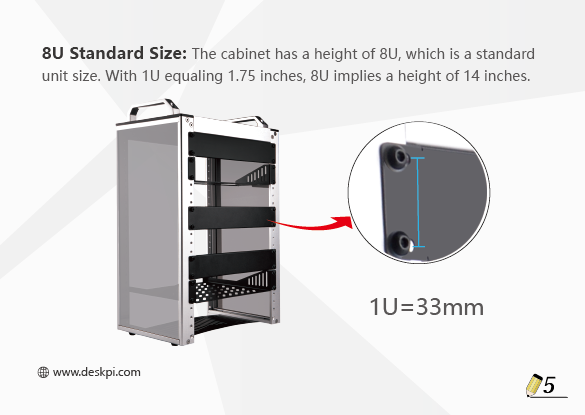 8U Standard Size: The cabinet has a height of 8U, which is a standard
unit size. With 1U equaling 1.75 inches, 8U implies a height of 14 inches.
1U=33mm
www.deskpi.com
5